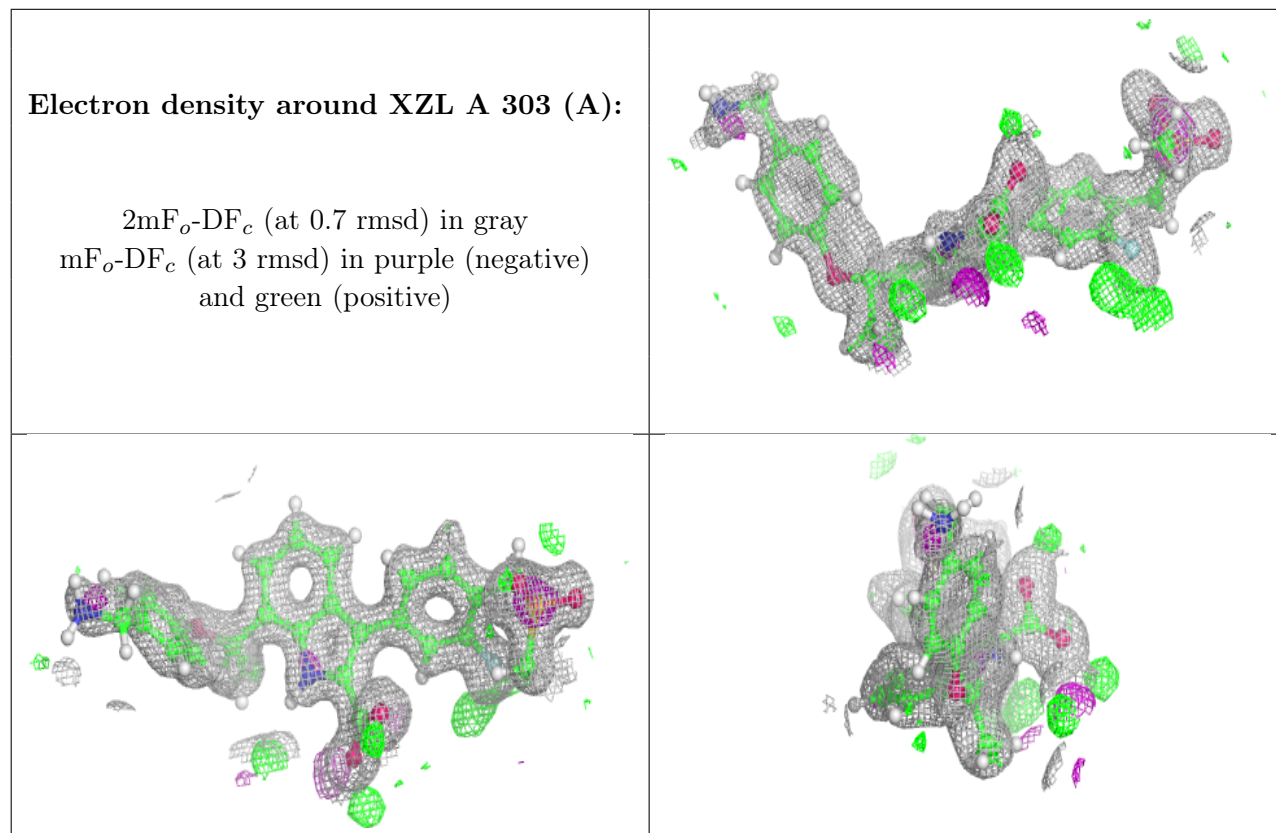 Electron density around XZL A 303 (A):
2mFo-DFc (at 0.7 rmsd) in gray
mFo-DFc (at 3 rmsd) in purple (negative)
and green (positive)